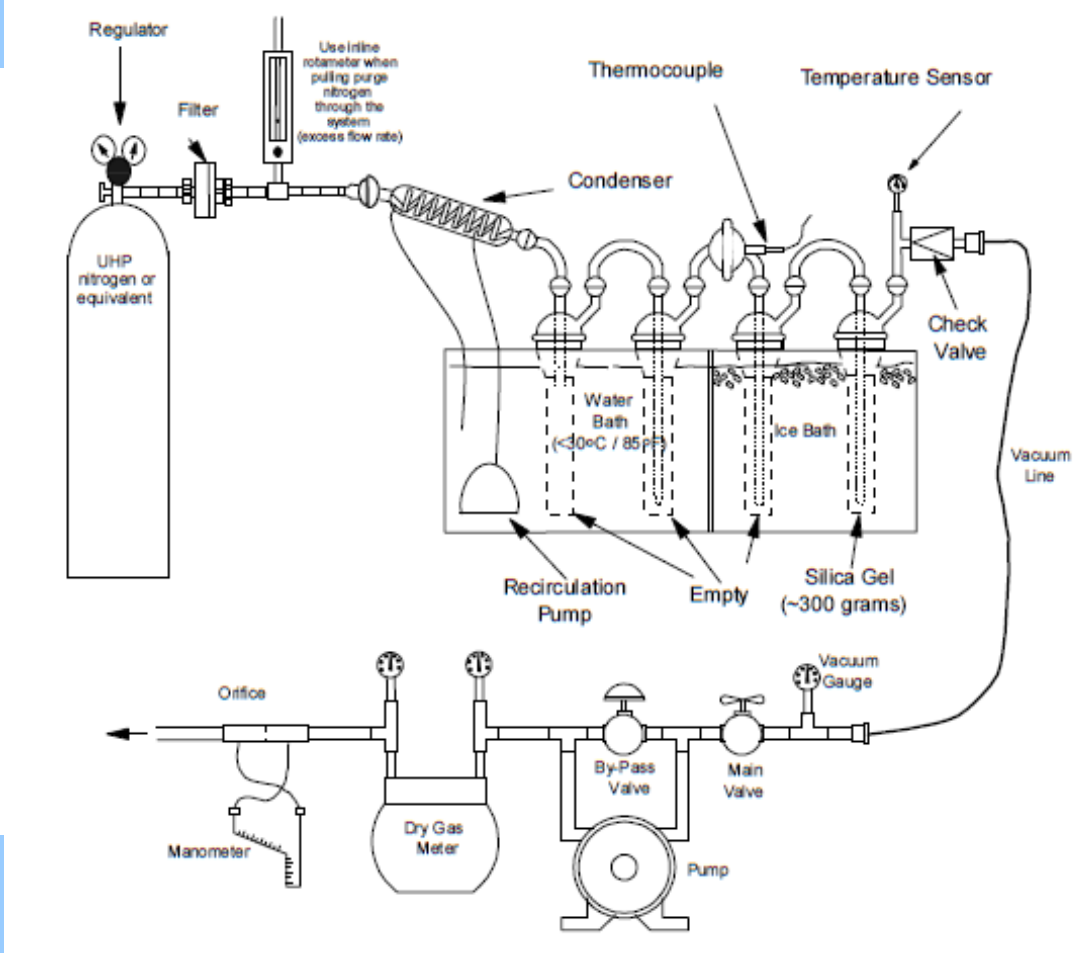 Regulator
Use inline
rotameter when
pulling purge
nitrogen
through the
system
(excess flow rate)
Filter
Thermocouple
Temperature Sensor
Condenser
UHP
nitrogen or
equivalent
Check
Valve
Water
Bath
(<30oC / 85oF)
Ice Bath
Vacuum
Line
Recirculation
Pump
Empty
Silica Gel
(~300 grams)
Vacuum
Gauge
Orifice
By-Pass
Valve
Main
Valve
Dry Gas
Meter
Manometer
Pump